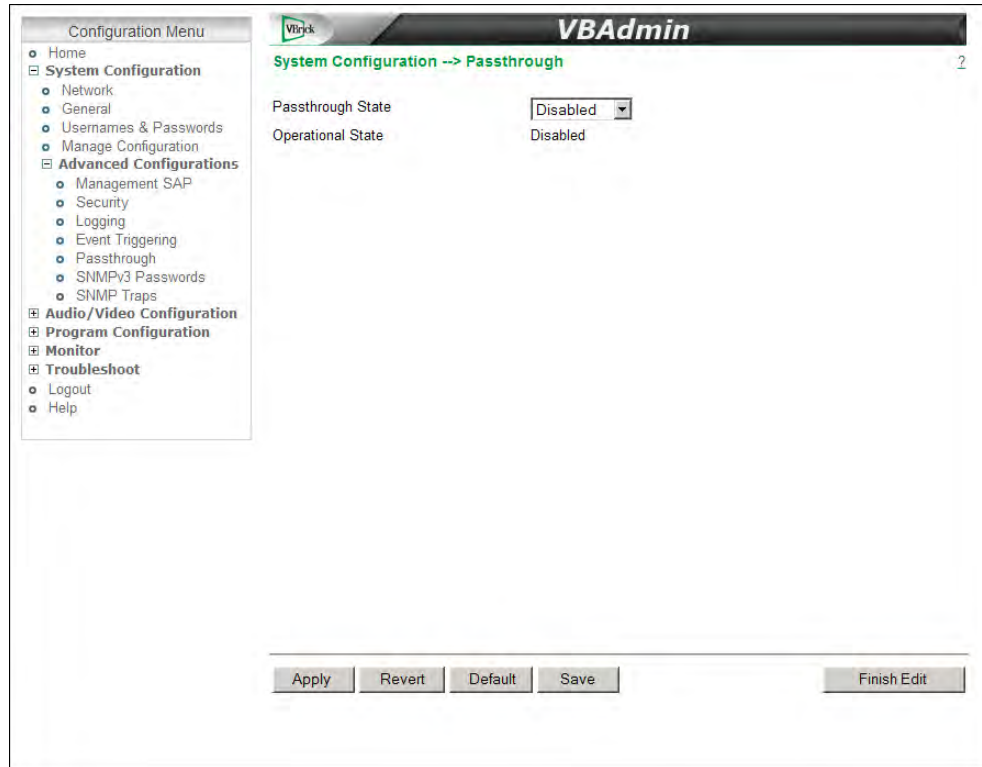 Configuration Menu
Home
System Configuration
Network
General
Usernames & Passwords
Manage Configuration
Advanced Configurations
Management SAP
Security
Logging
Event Triggering
Passthrough
SNMPv3 Passwords
SNMP Traps
Audio/Video Configuration
Program Configuration
Monitor
Troubleshoot
Logout
Help
VBrick
VBAdmin
System Configuration --> Passthrough ?
Passthrough State Disabled
Operational State Disabled
Apply Revert Default Save Finish Edit